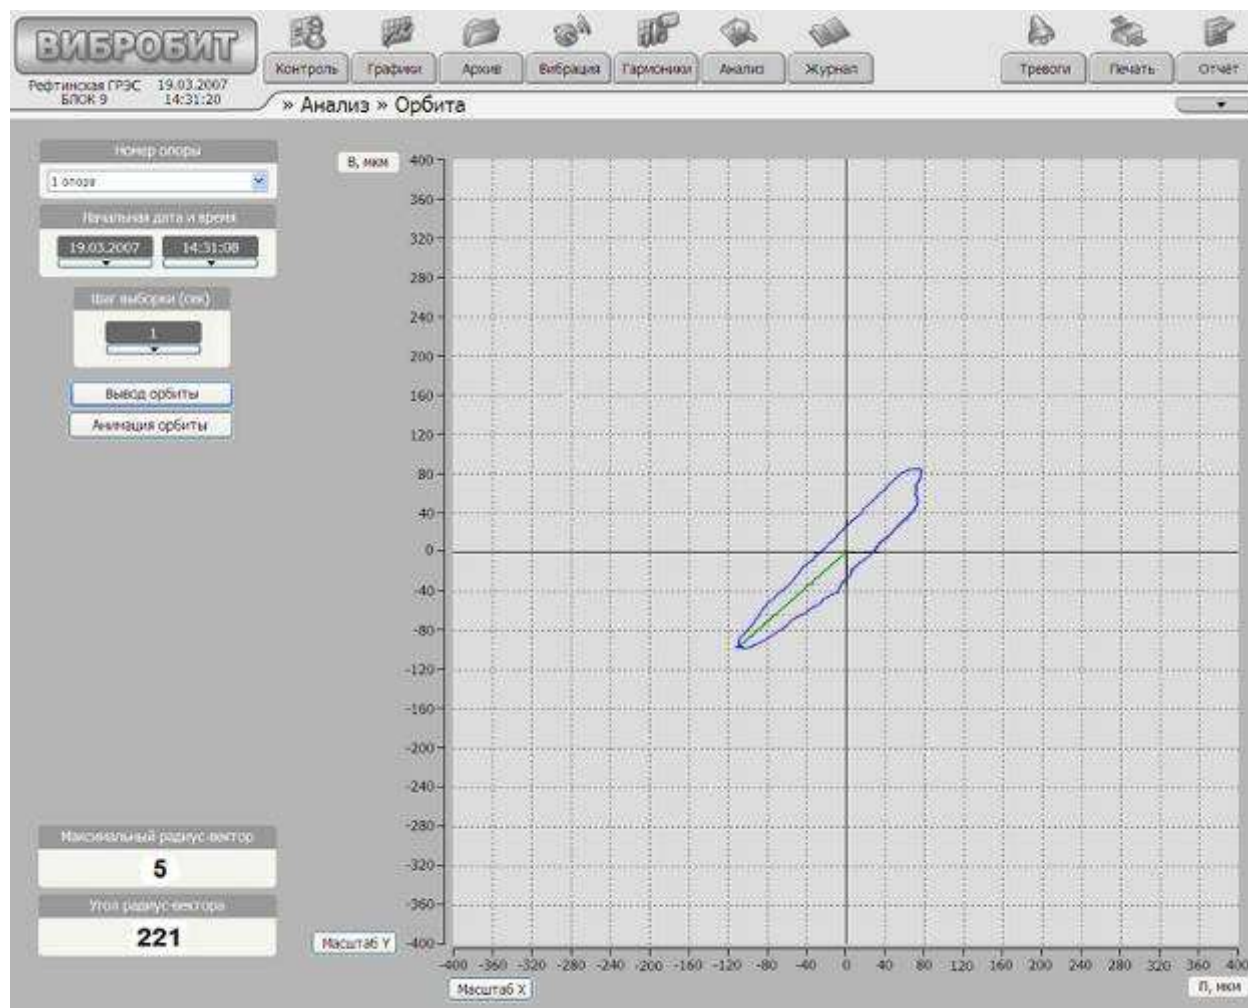 ВИБРОБИТ
Контроль Графики Архив Вибрация Гармоники Анализ Журнал Тревоги Печать Отчёт
Рефтинская ГРЭС 19.03.2007
БЛОК 9 14:31:20
» Анализ » Орбита
Номер опоры
1 опора
Начальная дата и время
19.03.2007 14:31:08
Шаг выборки (сек)
1
Вывод орбиты
Анимация орбиты
Максимальный радиус-вектор
5
Угол радиус-вектора
221
В, мкм
400
360
320
280
240
200
160
120
80
40
0
-40
-80
-120
-160
-200
-240
-280
-320
-360
-400
Масштаб Y
-400 -360 -320 -280 -240 -200 -160 -120 -80 -40 0 40 80 120 160 200 240 280 320 360 400
Масштаб X
П, мкм